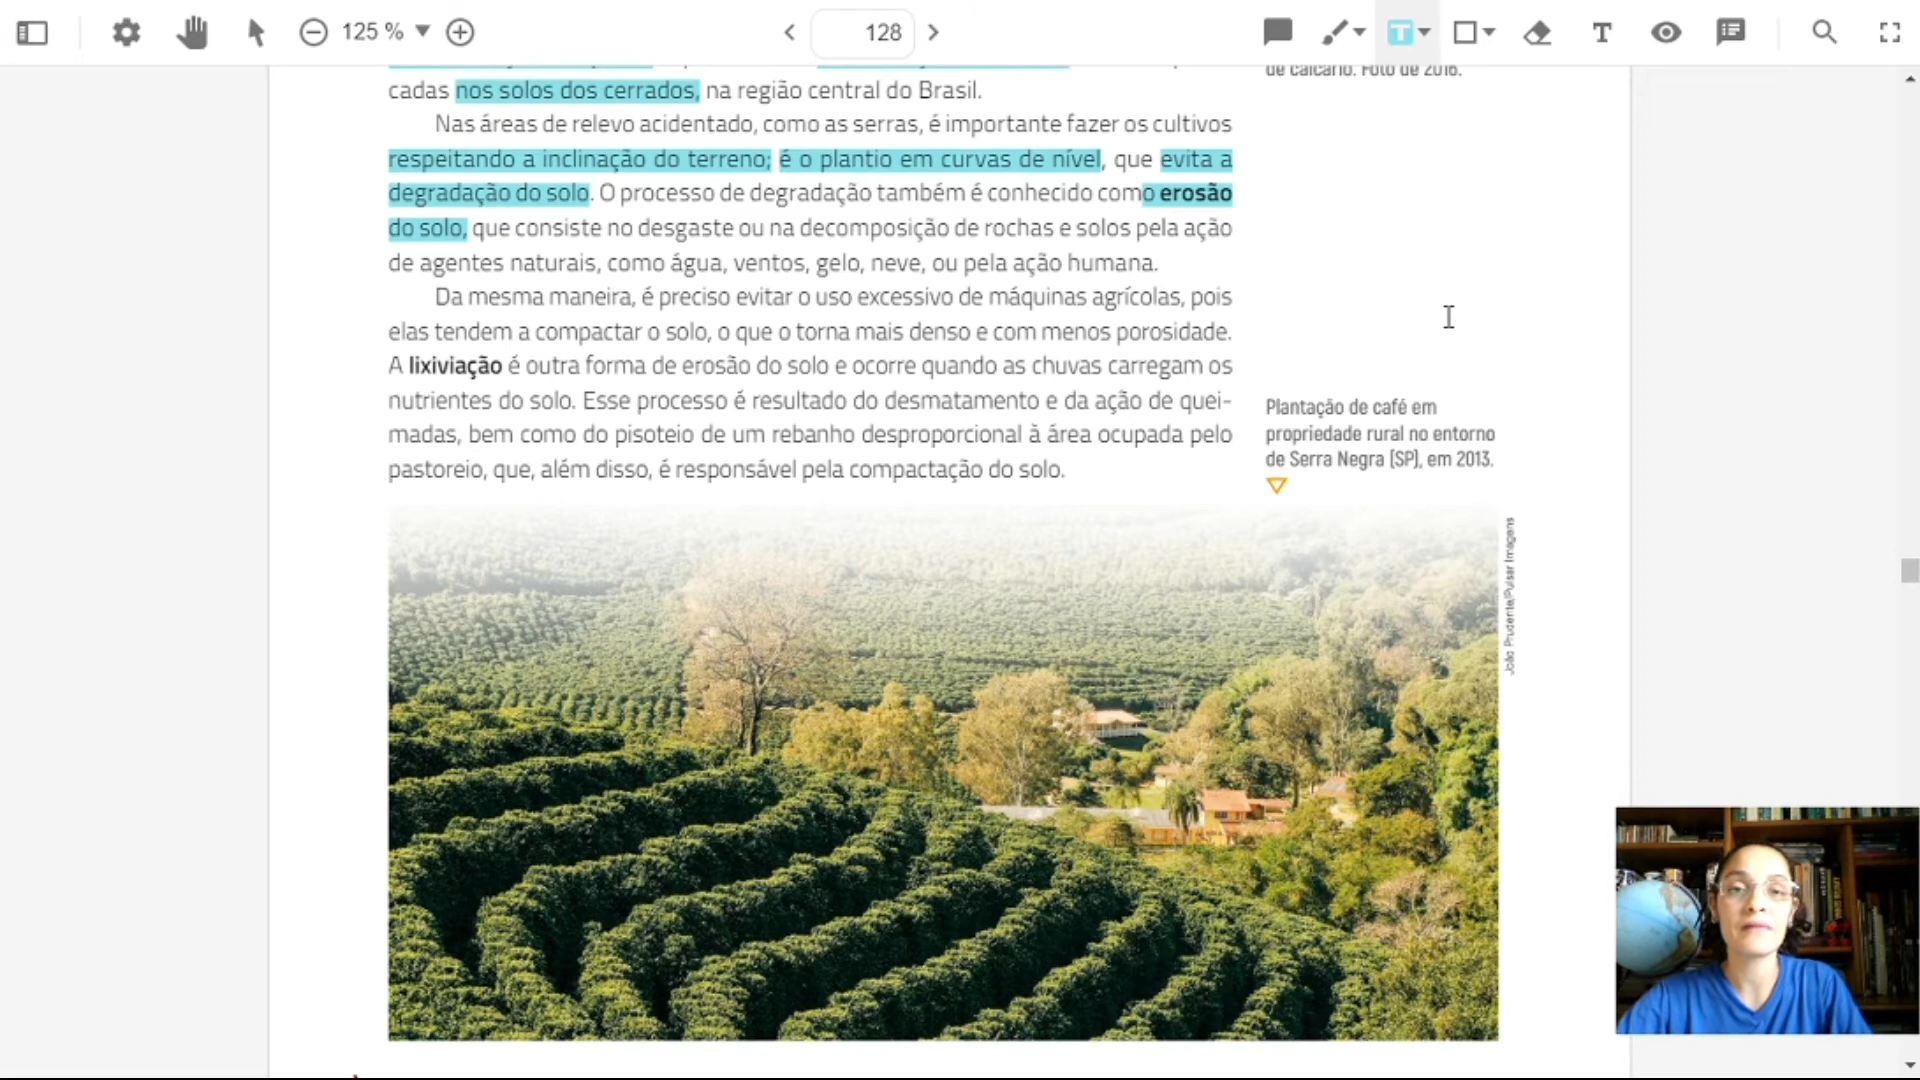 125 %
128
T
T
de calcário. Foto de 2016.
cadas nos solos dos cerrados, na região central do Brasil.
Nas áreas de relevo acidentado, como as serras, é importante fazer os cultivos
respeitando a inclinação do terreno; é o plantio em curvas de nível, que evita a
degradação do solo. O processo de degradação também é conhecido como erosão
do solo, que consiste no desgaste ou na decomposição de rochas e solos pela ação
de agentes naturais, como água, ventos, gelo, neve, ou pela ação humana.
Da mesma maneira, é preciso evitar o uso excessivo de máquinas agrícolas, pois
elas tendem a compactar o solo, o que o torna mais denso e com menos porosidade.
A lixiviação é outra forma de erosão do solo e ocorre quando as chuvas carregam os
nutrientes do solo. Esse processo é resultado do desmatamento e da ação de quei-
madas, bem como do pisoteio de um rebanho desproporcional à área ocupada pelo
pastoreio, que, além disso, é responsável pela compactação do solo.
Plantação de café em
propriedade rural no entorno
de Serra Negra (SP), em 2013.
João Prudente/Pulsar Imagens